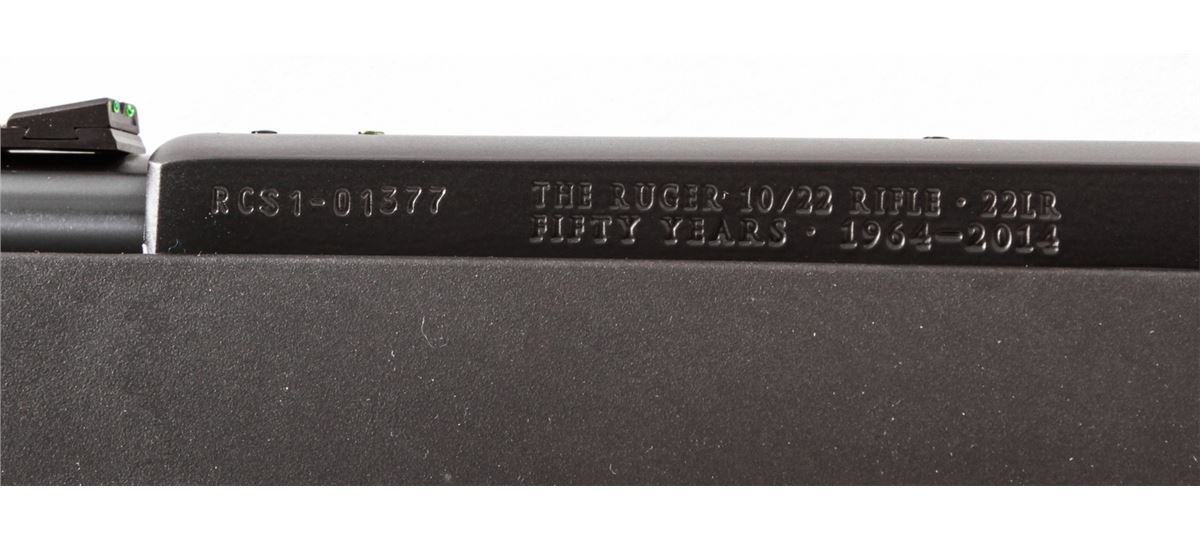 RCS1-01377
THE RUGER® 10/22 RIFLE · 22LR
FIFTY YEARS · 1964-2014